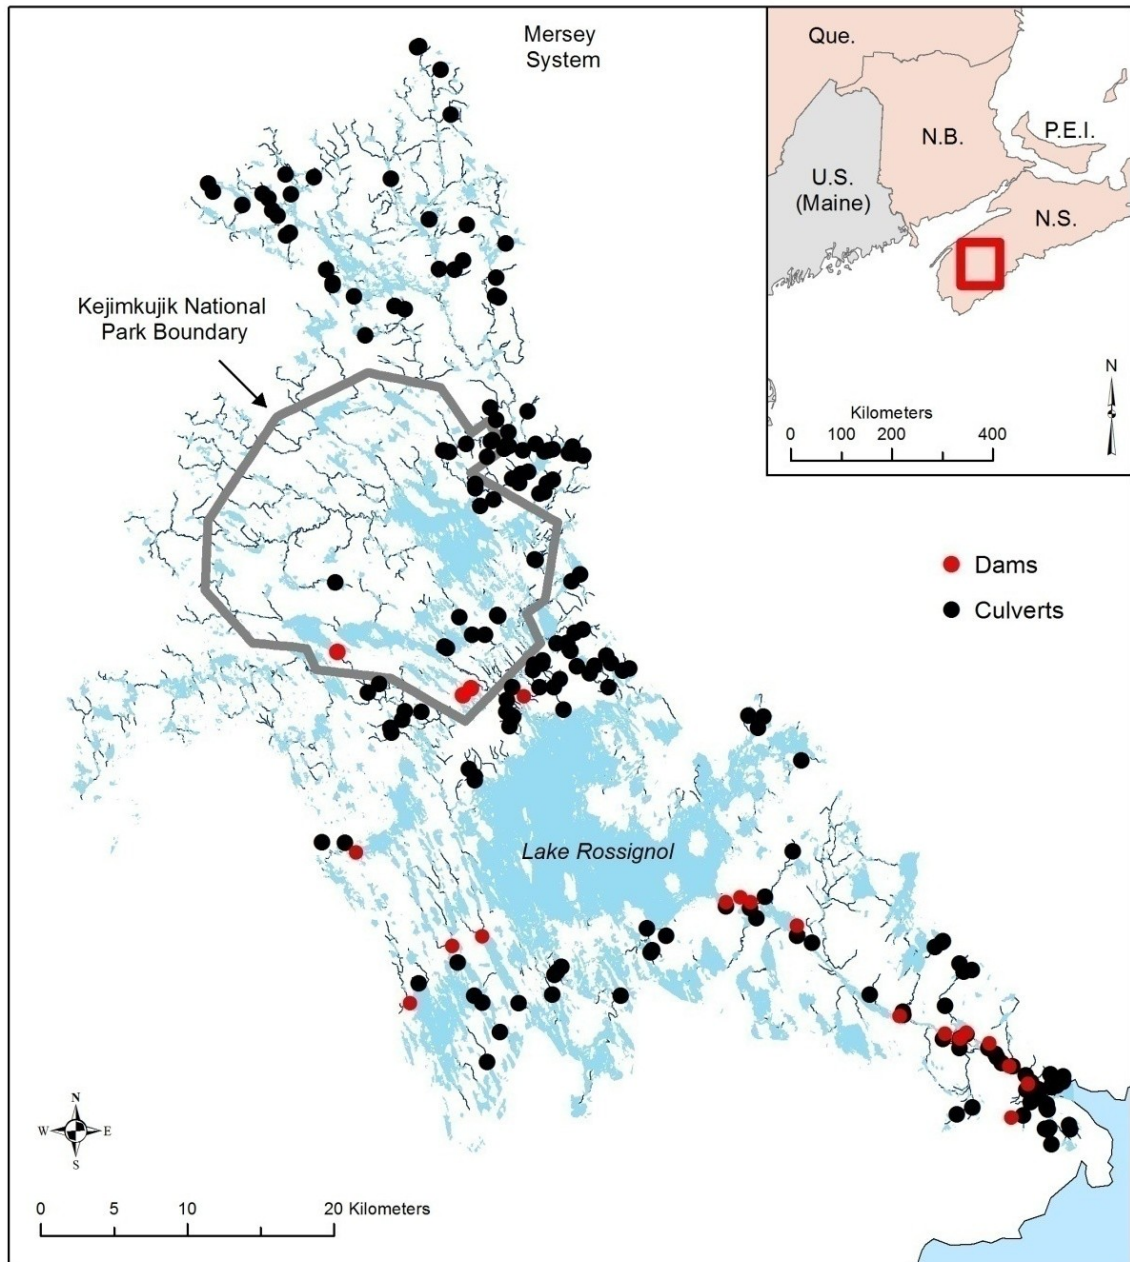 Mersey
System
Que.
N.B.
P.E.I.
U.S.
(Maine)
N.S.
Kejimkujik National
Park Boundary
N
Kilometers
0 100 200 400
Dams
Culverts
Lake Rossignol
N
W E
S
0 5 10 20 Kilometers